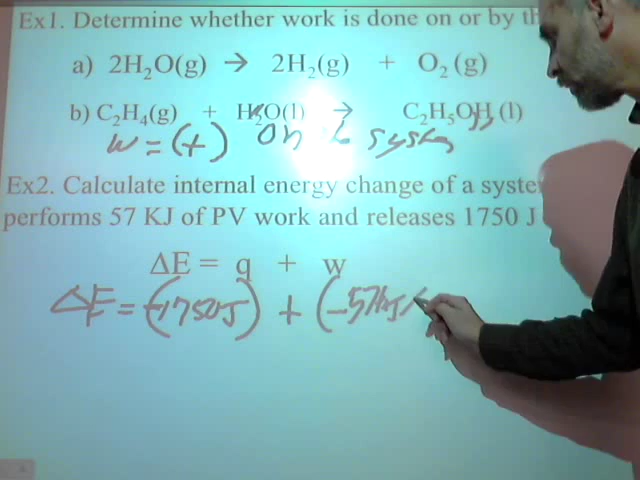 Ex1. Determine whether work is done on or by th
a) 2H₂O(g) → 2H₂(g) + O₂ (g)
b) C₂H₄(g) + H₂O(l) → C₂H₅OH (l)
w = (+) on system
Ex2. Calculate internal energy change of a syste
performs 57 KJ of PV work and releases 1750 J
ΔE = q + w
ΔE = (-1750J) + (-57kJ